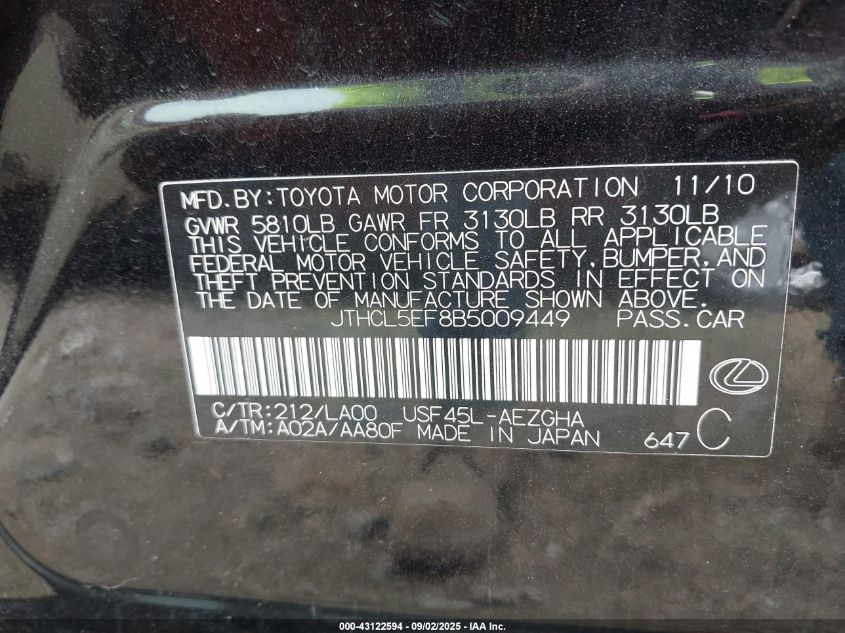 MFD.BY:TOYOTA MOTOR CORPORATION 11/10
GVWR 5810LB GAWR FR 3130LB RR 3130LB
THIS VEHICLE CONFORMS TO ALL APPLICABLE
FEDERAL MOTOR VEHICLE SAFETY,BUMPER,AND
THEFT PREVENTION STANDARDS IN EFFECT ON
THE DATE OF MANUFACTURE SHOWN ABOVE.
JTHCL5EF8B5009449 PASS.CAR
C/TR:212/LA00 USF45L-AEZGHA
A/TM:A02A/AA80F MADE IN JAPAN 647 C
000-43122594 - 09/02/2025 - IAA Inc.